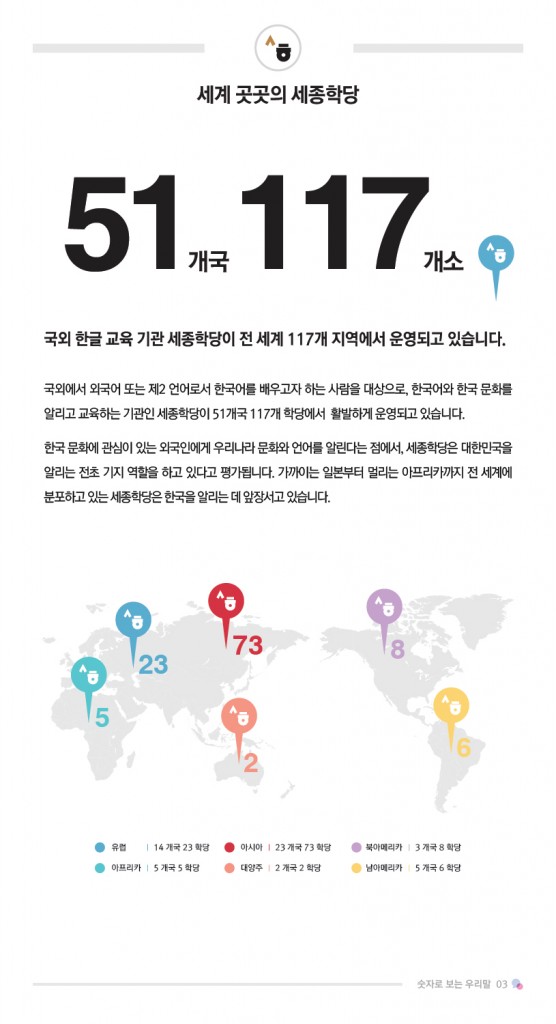 세계 곳곳의 세종학당
51개국 117개소
국외 한글 교육 기관 세종학당이 전 세계 117개 지역에서 운영되고 있습니다.
국외에서 외국어 또는 제2 언어로서 한국어를 배우고자 하는 사람을 대상으로, 한국어와 한국 문화를
알리고 교육하는 기관인 세종학당이 51개국 117개 학당에서 활발하게 운영되고 있습니다.
한국 문화에 관심이 있는 외국인에게 우리나라 문화와 언어를 알린다는 점에서, 세종학당은 대한민국을
알리는 전초 기지 역할을 하고 있다고 평가됩니다. 가까이는 일본부터 멀리는 아프리카까지 전 세계에
분포하고 있는 세종학당은 한국을 알리는 데 앞장서고 있습니다.
73
23
8
5
6
2
유럽 | 14 개국 23 학당 아시아 | 23 개국 73 학당 북아메리카 | 3 개국 8 학당
아프리카 | 5 개국 5 학당 대양주 | 2 개국 2 학당 남아메리카 | 5 개국 6 학당
숫자로 보는 우리말 03